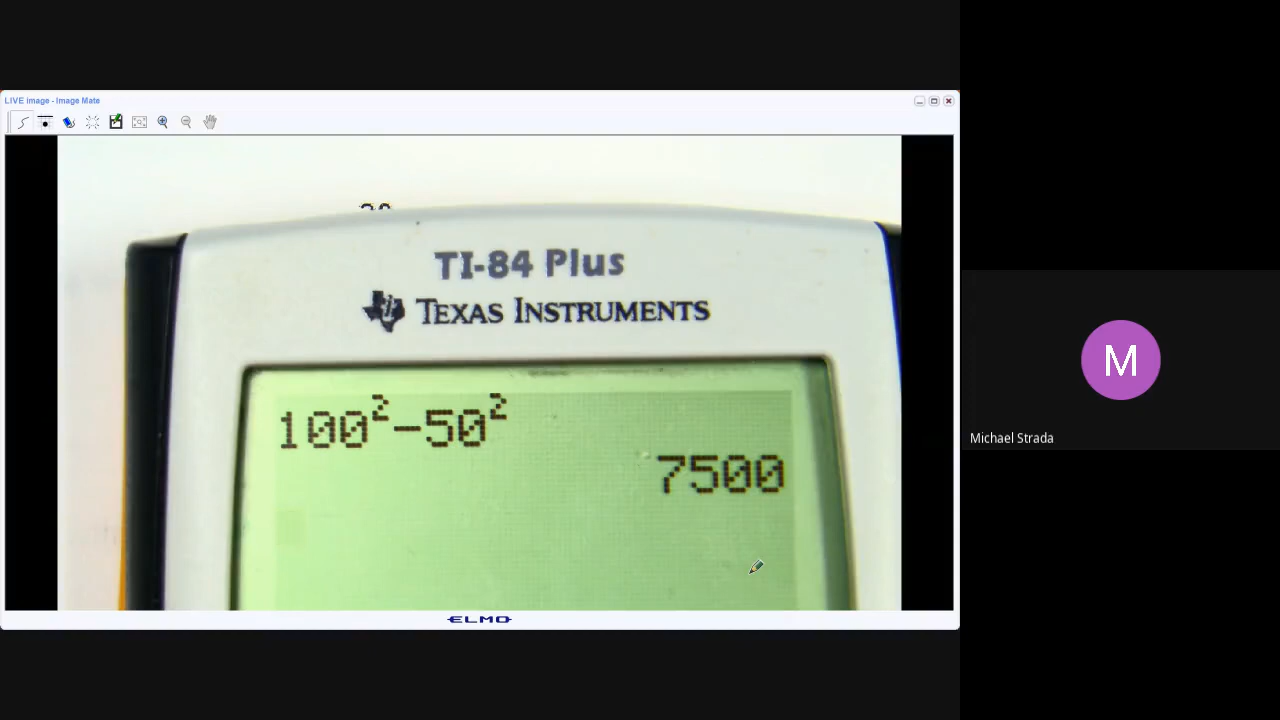 LIVE image - Image Mate
TI-84 Plus
TEXAS INSTRUMENTS
100²-50²
7500
ELMO
M
Michael Strada